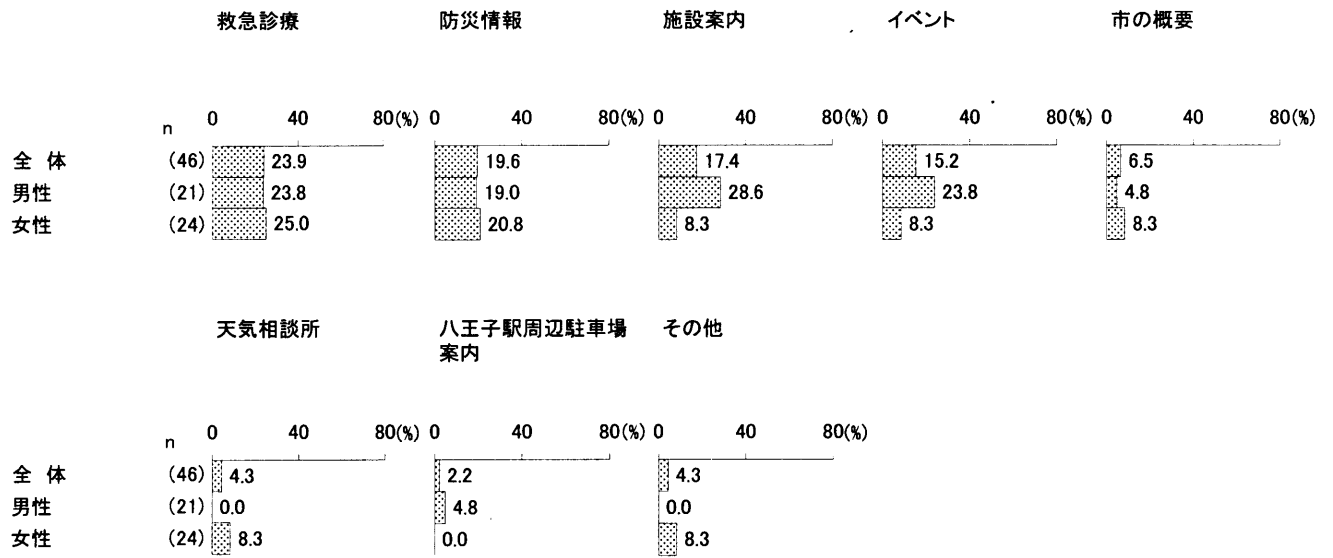 救急診療 防災情報 施設案内 イベント 市の概要
n 0 40 80(%) 0 40 80(%) 0 40 80(%) 0 40 80(%) 0 40 80(%)
全 体 (46) 23.9 19.6 17.4 15.2 6.5
男性 (21) 23.8 19.0 28.6 23.8 4.8
女性 (24) 25.0 20.8 8.3 8.3 8.3
天気相談所 八王子駅周辺駐車場 その他
案内
n 0 40 80(%) 0 40 80(%) 0 40 80(%)
全 体 (46) 4.3 2.2 4.3
男性 (21) 0.0 4.8 0.0
女性 (24) 8.3 0.0 8.3